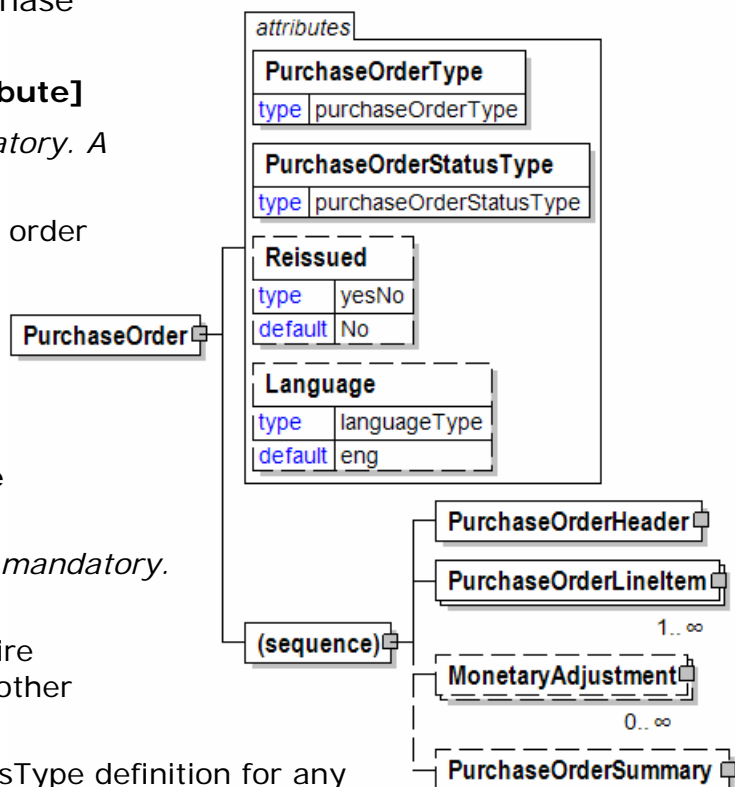 hase
bute]
atory. A
order
e
mandatory.
ire
other
sType definition for any
attributes
PurchaseOrderType
type purchaseOrderType
PurchaseOrderStatusType
type purchaseOrderStatusType
Reissued
type yesNo
default No
Language
type languageType
default eng
PurchaseOrder
(sequence)
PurchaseOrderHeader
PurchaseOrderLineItem
1.. ∞
MonetaryAdjustment
0.. ∞
PurchaseOrderSummary